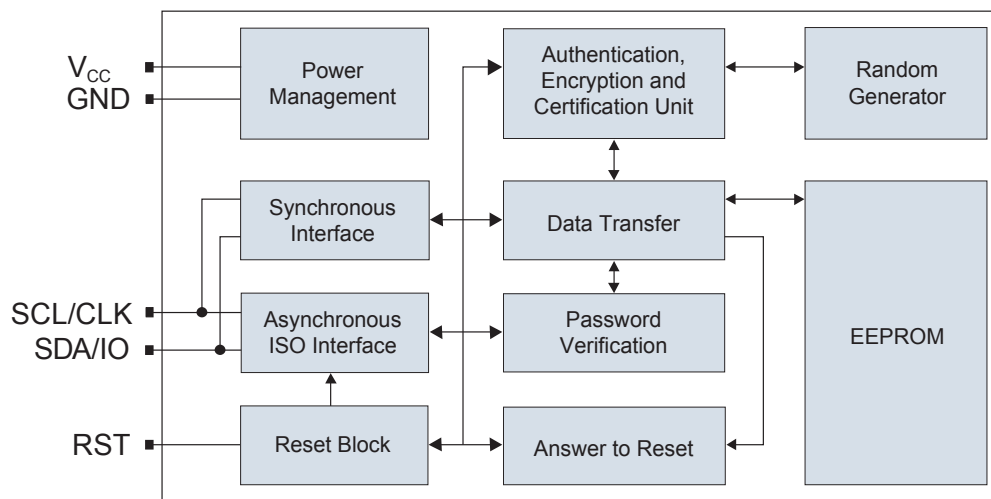 V_CC
GND
Power
Management
Authentication,
Encryption and
Certification Unit
Random
Generator
Synchronous
Interface
Data Transfer
SCL/CLK
SDA/IO
Asynchronous
ISO Interface
Password
Verification
EEPROM
RST
Reset Block
Answer to Reset